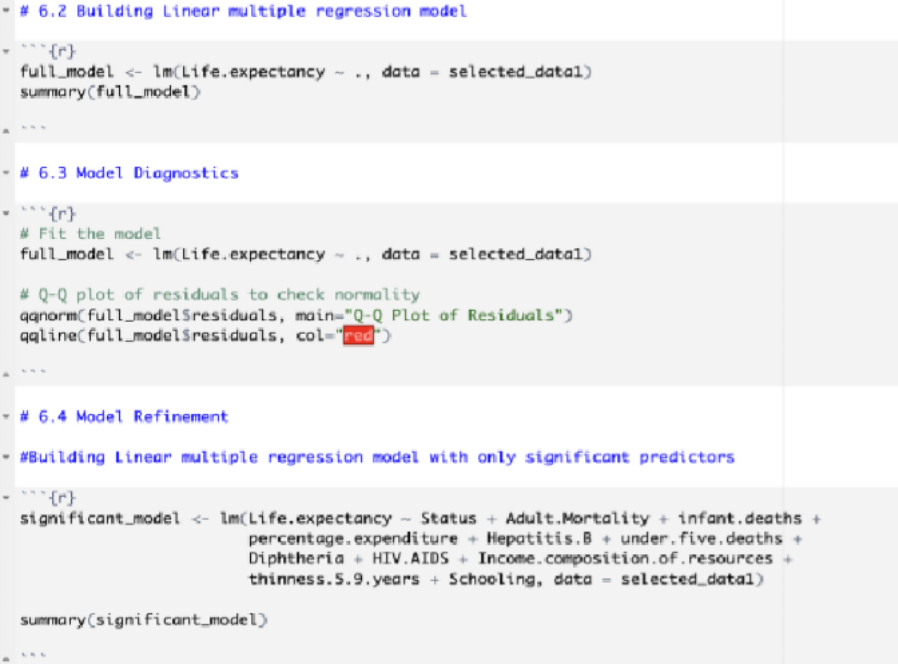 # 6.2 Building Linear multiple regression model
```{r}
full_model <- lm(Life.expectancy ~ ., data = selected_data1)
summary(full_model)
```
# 6.3 Model Diagnostics
```{r}
# Fit the model
full_model <- lm(Life.expectancy ~ ., data = selected_data1)
# Q-Q plot of residuals to check normality
qqnorm(full_model$residuals, main="Q-Q Plot of Residuals")
qqline(full_model$residuals, col="red")
```
# 6.4 Model Refinement
#Building Linear multiple regression model with only significant predictors
```{r}
significant_model <- lm(Life.expectancy ~ Status + Adult.Mortality + infant.deaths +
percentage.expenditure + Hepatitis.B + under.five.deaths +
Diphtheria + HIV.AIDS + Income.composition.of.resources +
thinness.5.9.years + Schooling, data = selected_data1)
summary(significant_model)
```